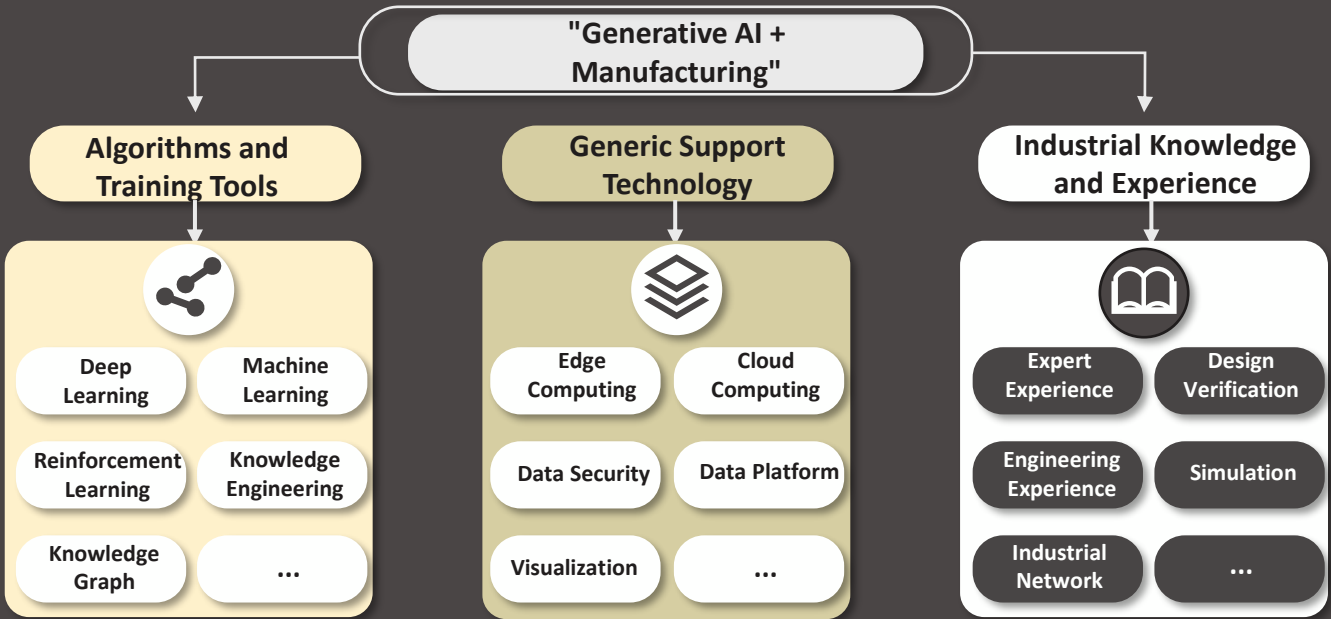 "Generative AI +
Manufacturing"
Algorithms and
Training Tools
Generic Support
Technology
Industrial Knowledge
and Experience
Deep
Learning
Machine
Learning
Reinforcement
Learning
Knowledge
Engineering
Knowledge
Graph
...
Edge
Computing
Cloud
Computing
Data Security
Data Platform
Visualization
...
Expert
Experience
Design
Verification
Engineering
Experience
Simulation
Industrial
Network
...